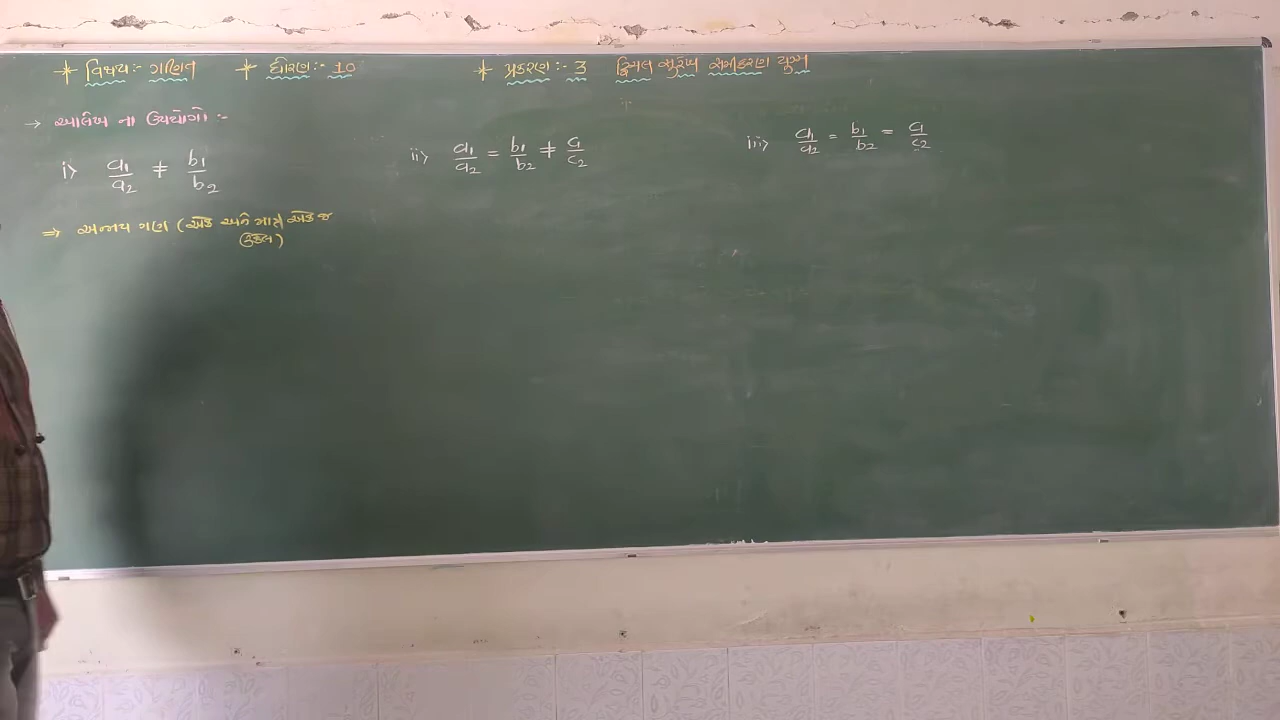 * વિષય:- ગણિત * ધોરણ:- 10 * પ્રકરણ:- 3 દ્વિચલ સુરેખ સમીકરણ યુગ્મ
→ આલેખ ના ઉપયોગો:-
i> a1/a2 ≠ b1/b2
ii> a1/a2 = b1/b2 ≠ c1/c2
iii> a1/a2 = b1/b2 = c1/c2
⇒ અનન્ય ગણ (એક અને માત્ર એક જ
ઉકેલ)